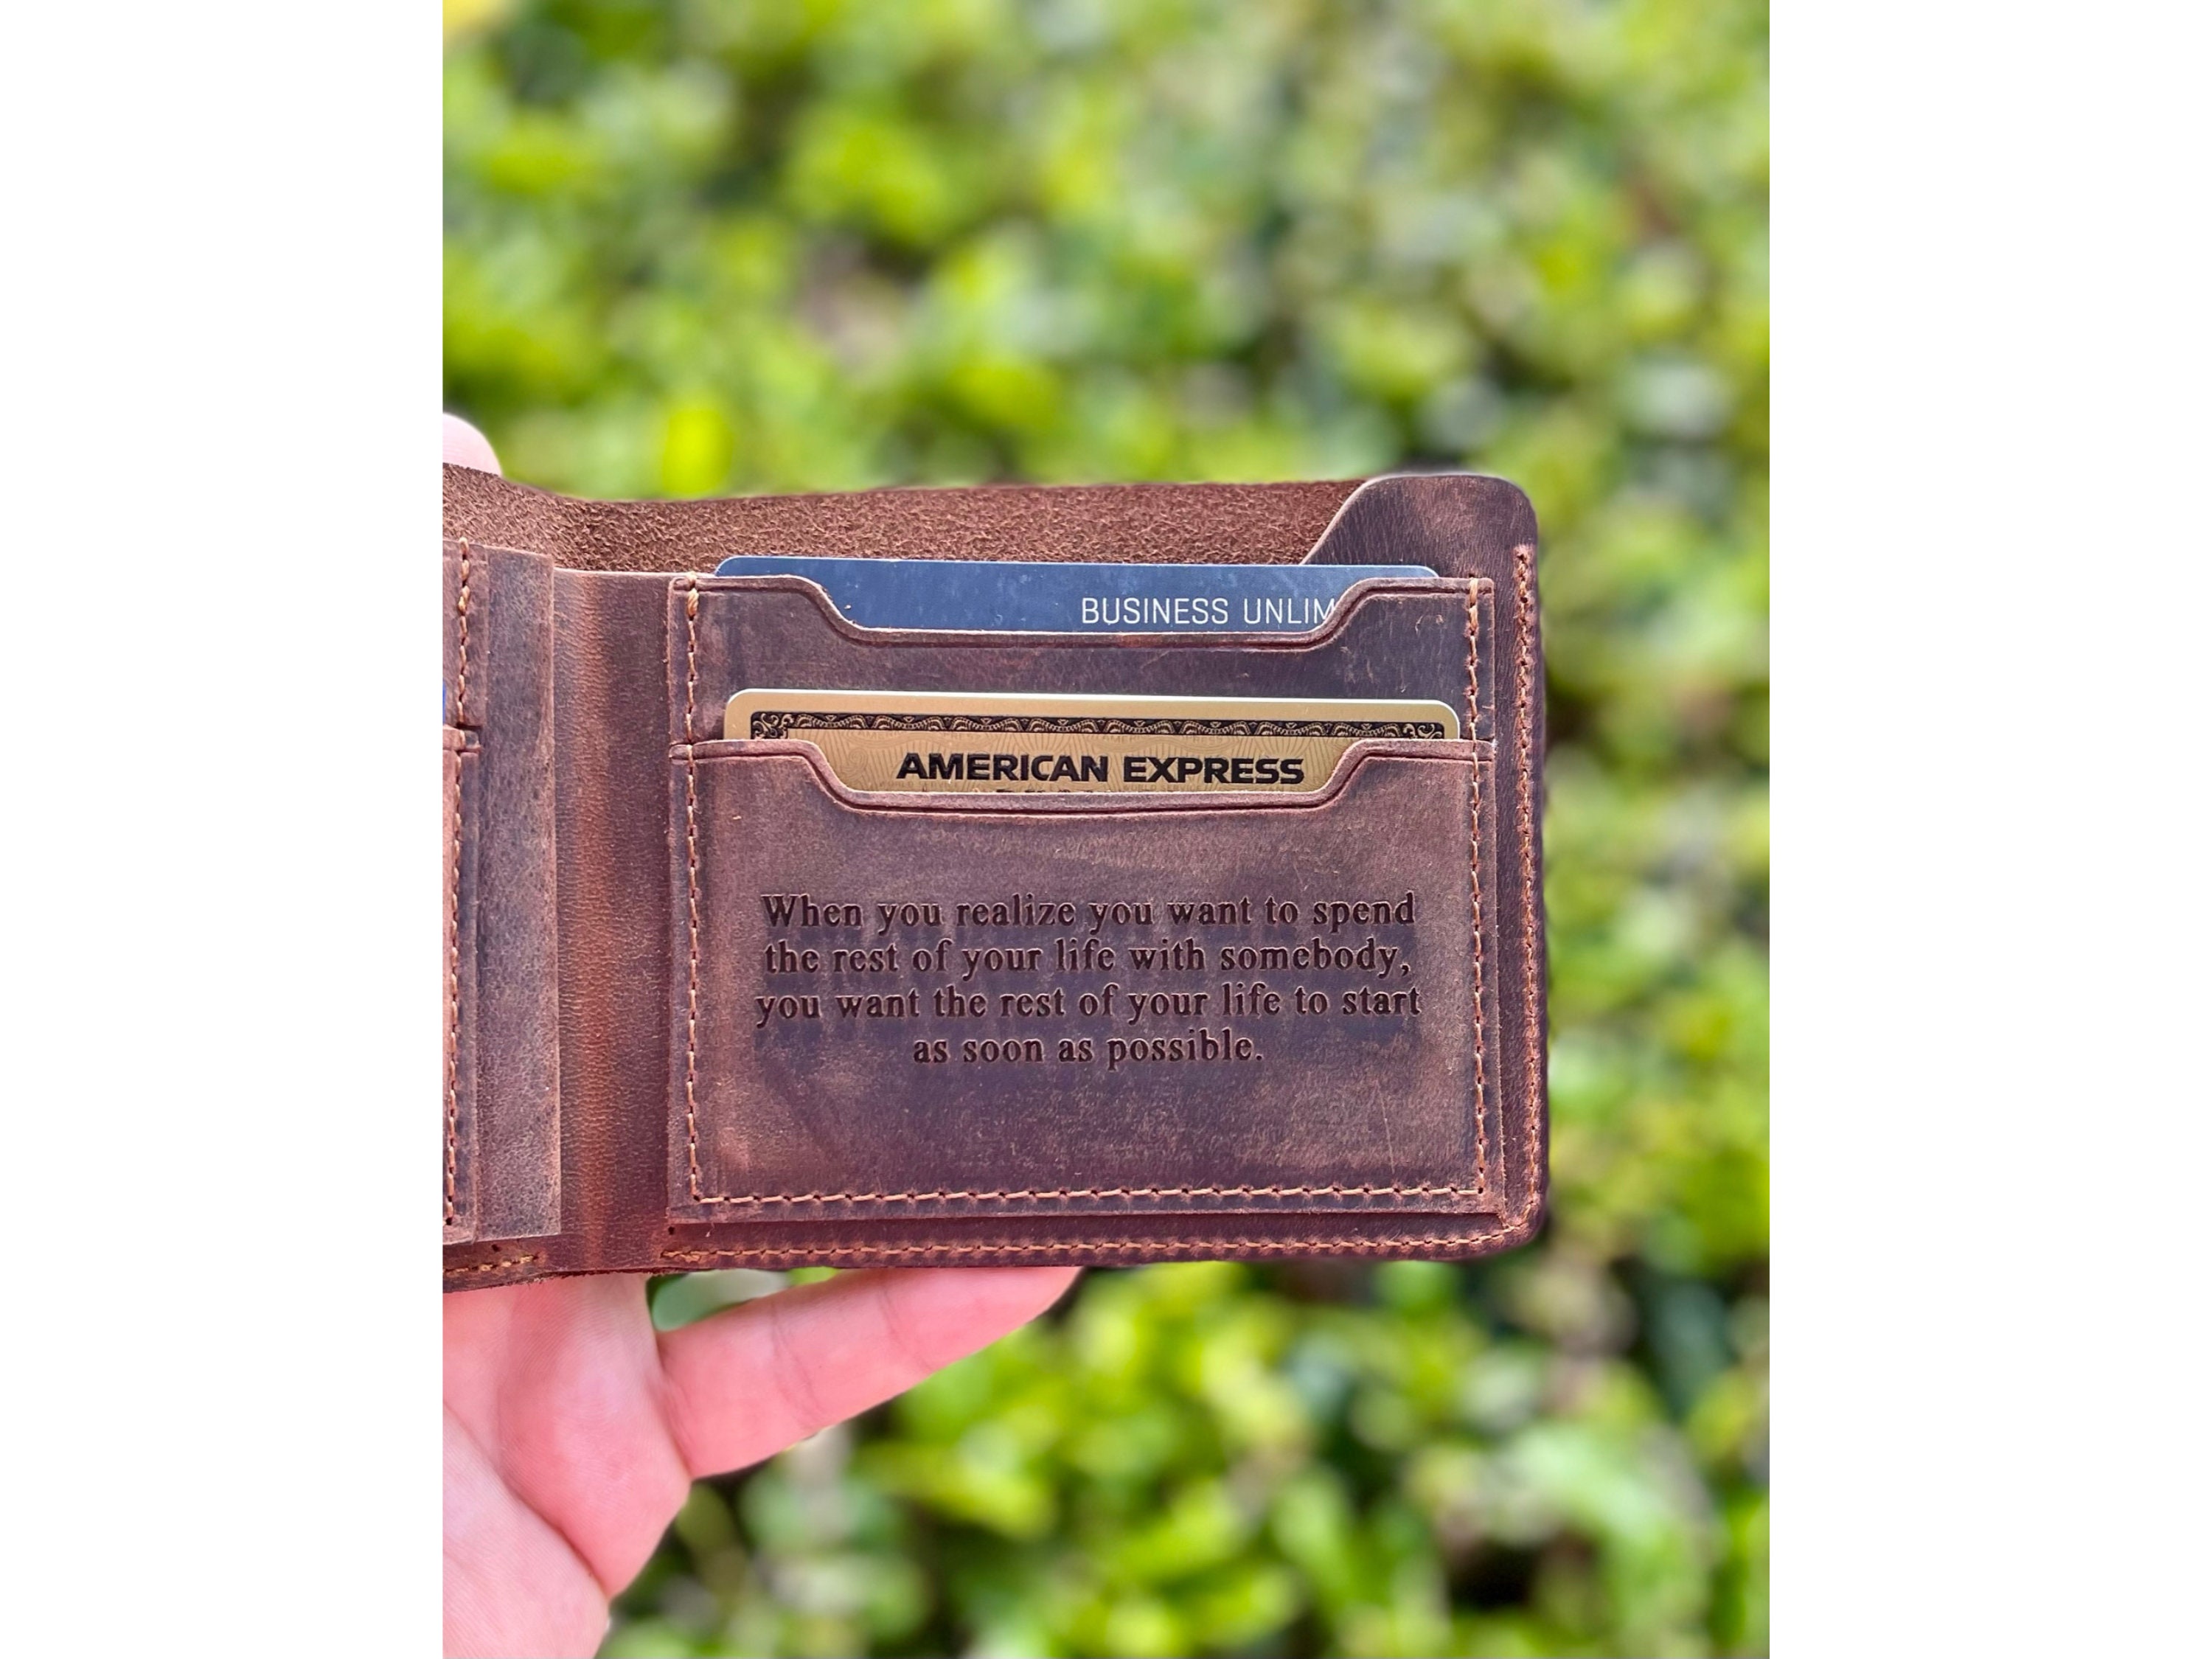 BUSINESS UNLIM
AMERICAN EXPRESS
When you realize you want to spend
the rest of your life with somebody,
you want the rest of your life to start
as soon as possible.